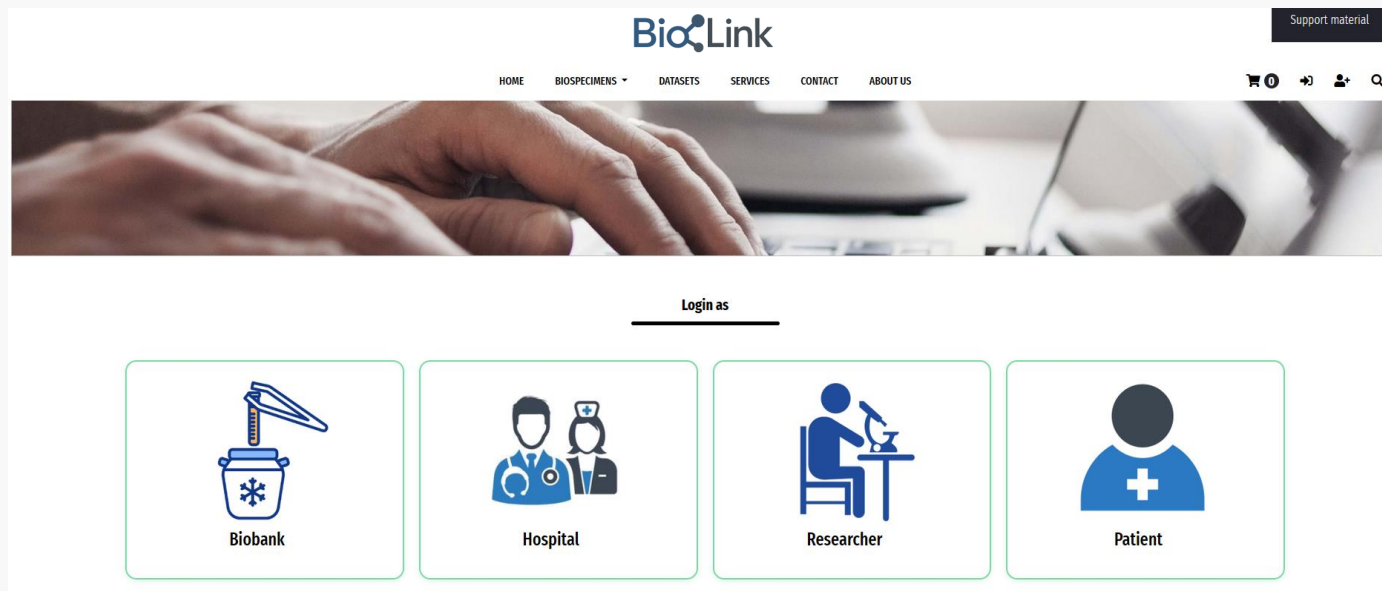 BioLink
Support material
HOME BIOSPECIMENS DATASETS SERVICES CONTACT ABOUT US
0
Login as
Biobank Hospital Researcher Patient